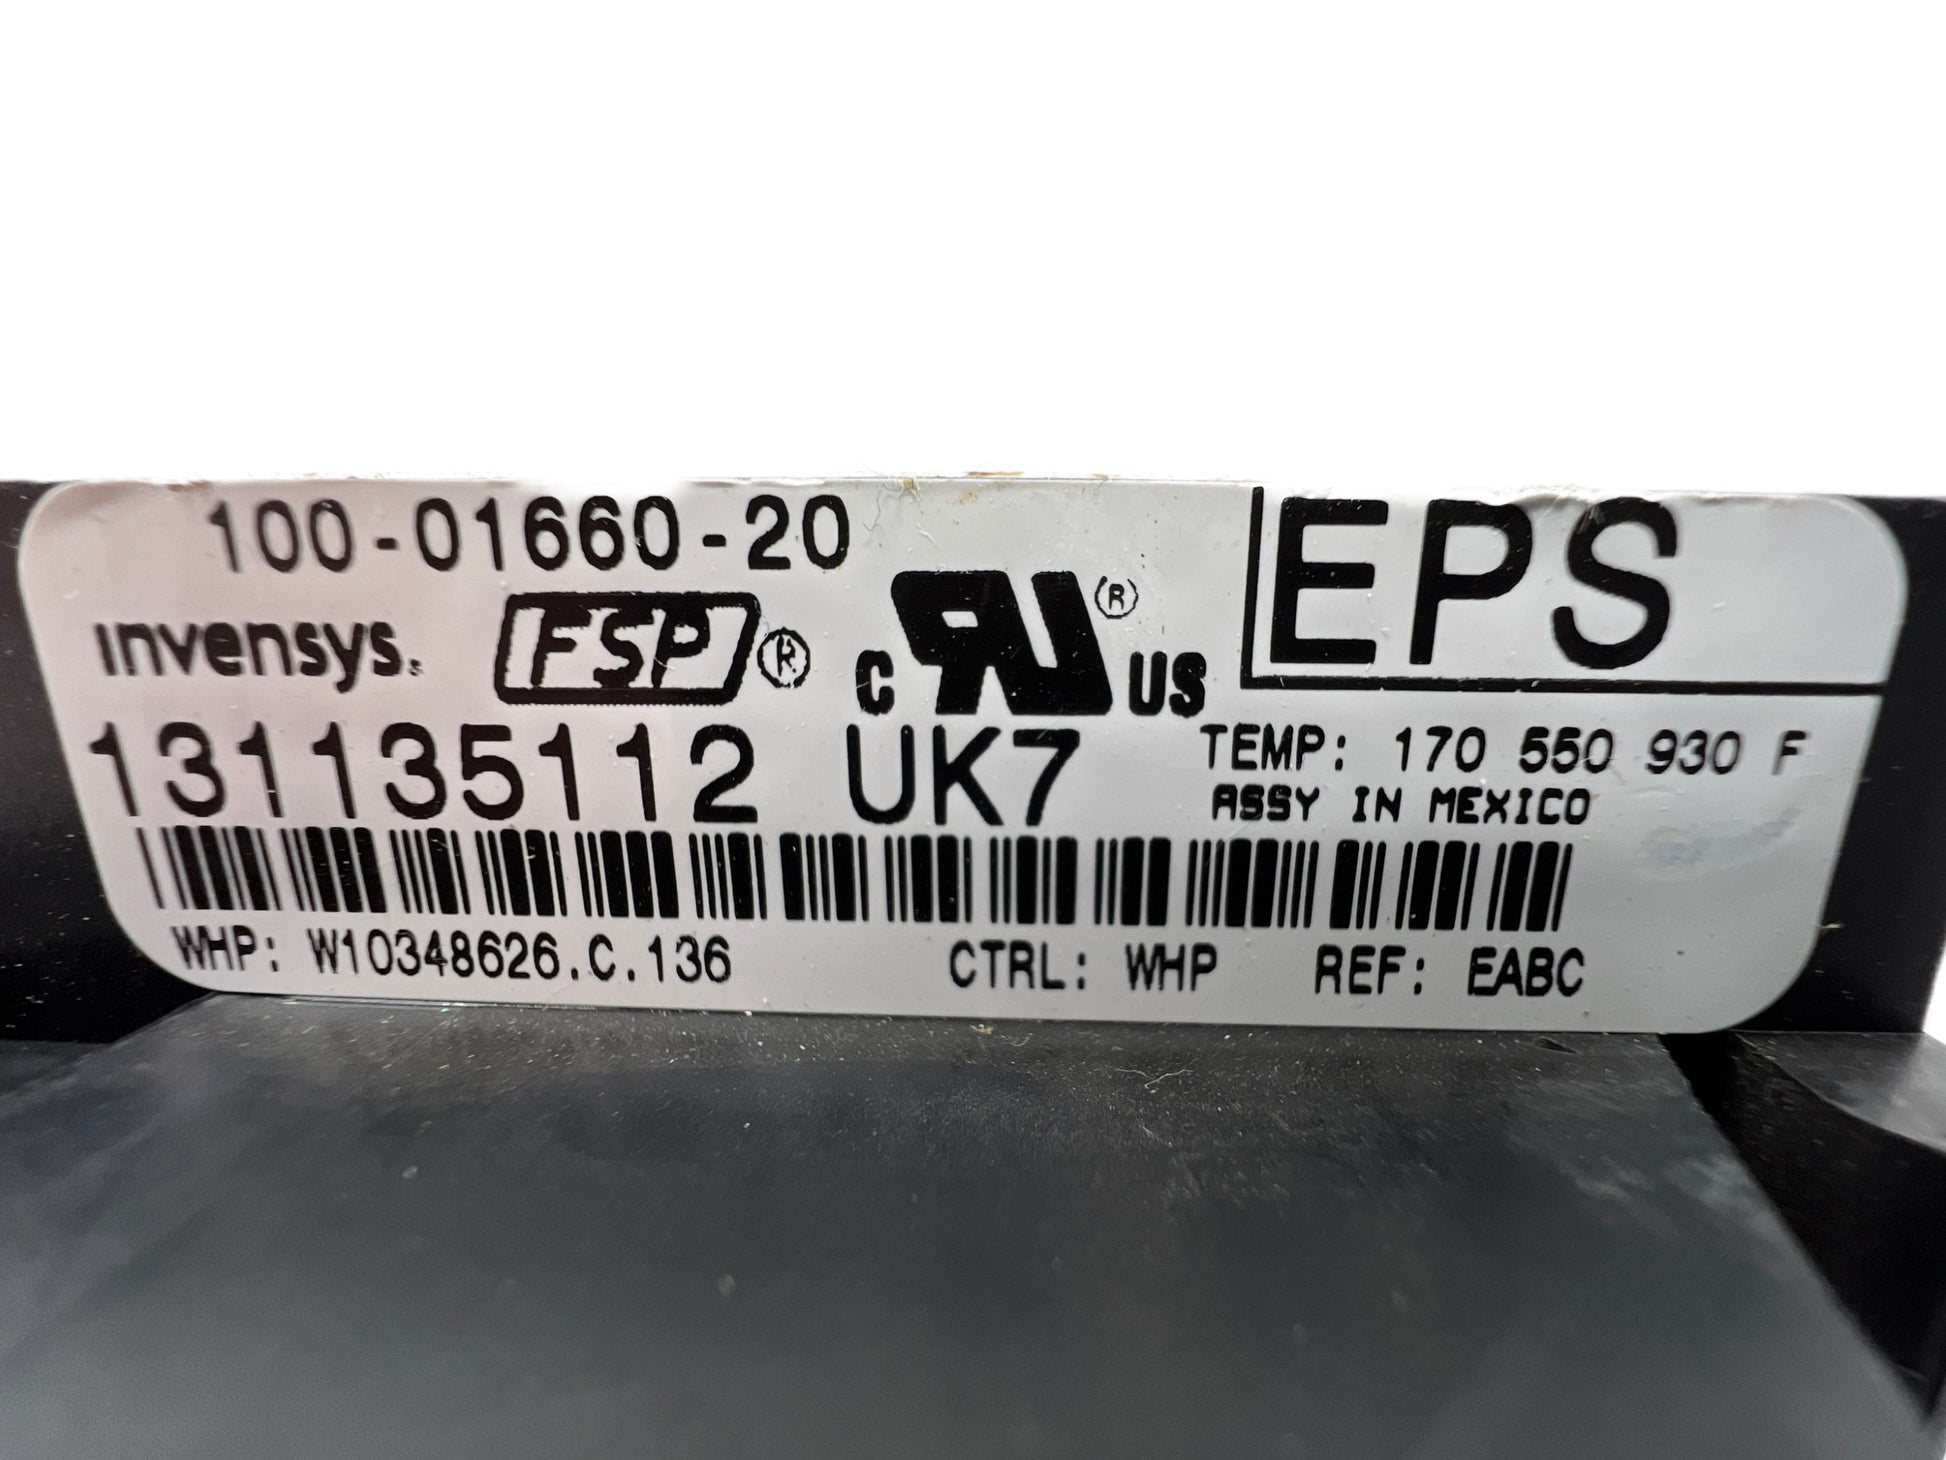 100-01660-20
EPS
invensys. FSP® c RU® US
131135112 UK7
TEMP: 170 550 930 F
ASSY IN MEXICO
WHP: W10348626.C.136 CTRL: WHP REF: EABC